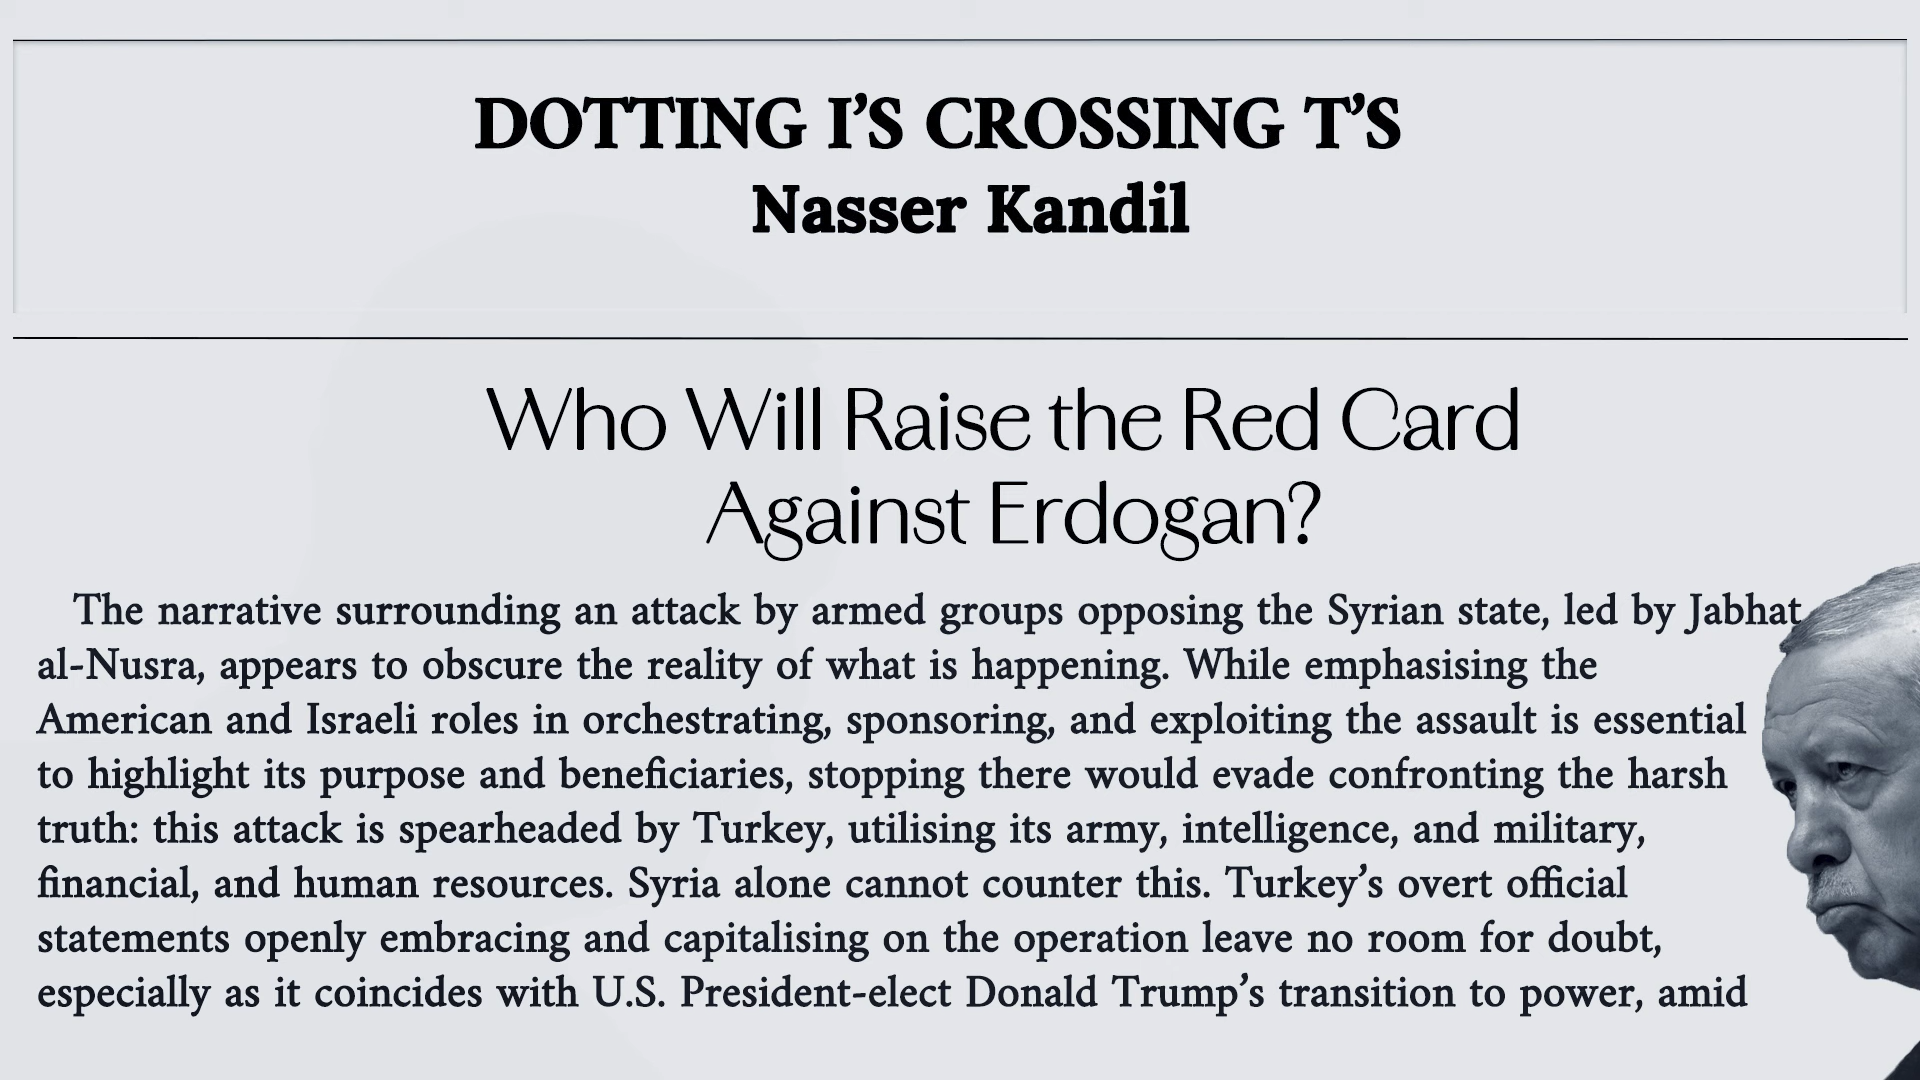 DOTTING I’S CROSSING T’S
Nasser Kandil
Who Will Raise the Red Card
Against Erdogan?
The narrative surrounding an attack by armed groups opposing the Syrian state, led by Jabhat
al-Nusra, appears to obscure the reality of what is happening. While emphasising the
American and Israeli roles in orchestrating, sponsoring, and exploiting the assault is essential
to highlight its purpose and beneficiaries, stopping there would evade confronting the harsh
truth: this attack is spearheaded by Turkey, utilising its army, intelligence, and military,
financial, and human resources. Syria alone cannot counter this. Turkey’s overt official
statements openly embracing and capitalising on the operation leave no room for doubt,
especially as it coincides with U.S. President-elect Donald Trump’s transition to power, amid